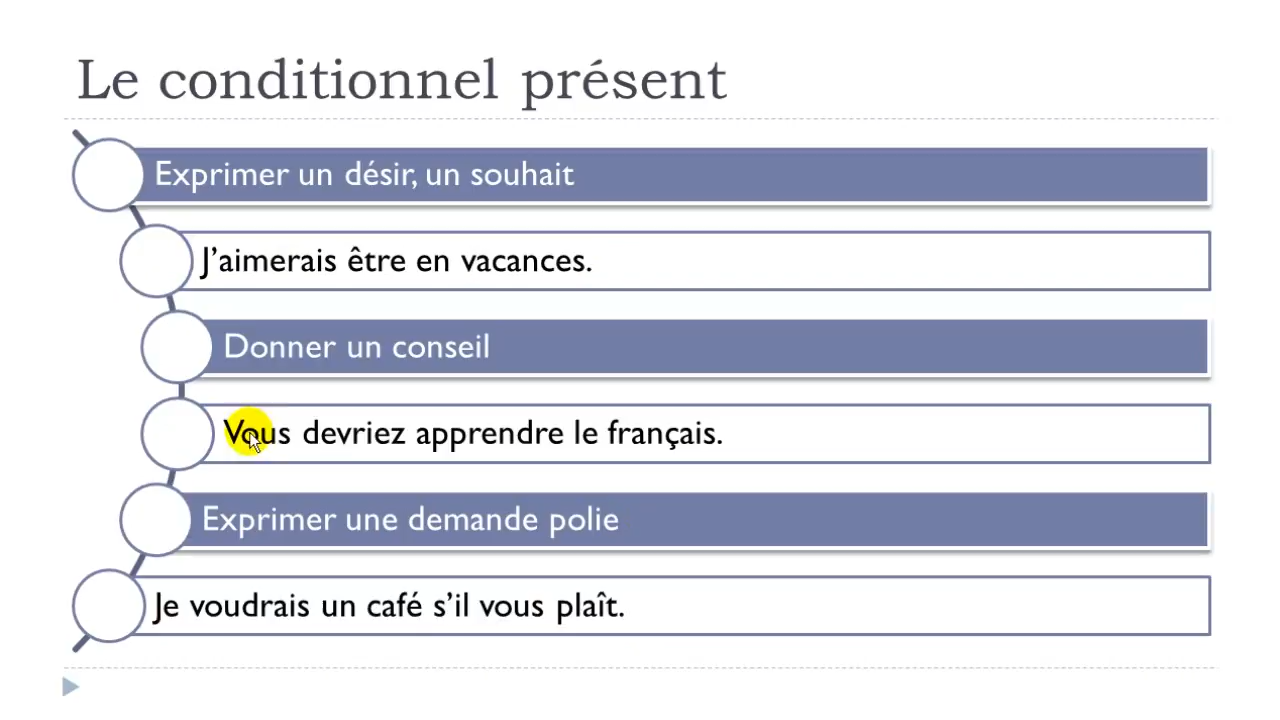 Le conditionnel présent
Exprimer un désir, un souhait
J’aimerais être en vacances.
Donner un conseil
Vous devriez apprendre le français.
Exprimer une demande polie
Je voudrais un café s’il vous plaît.